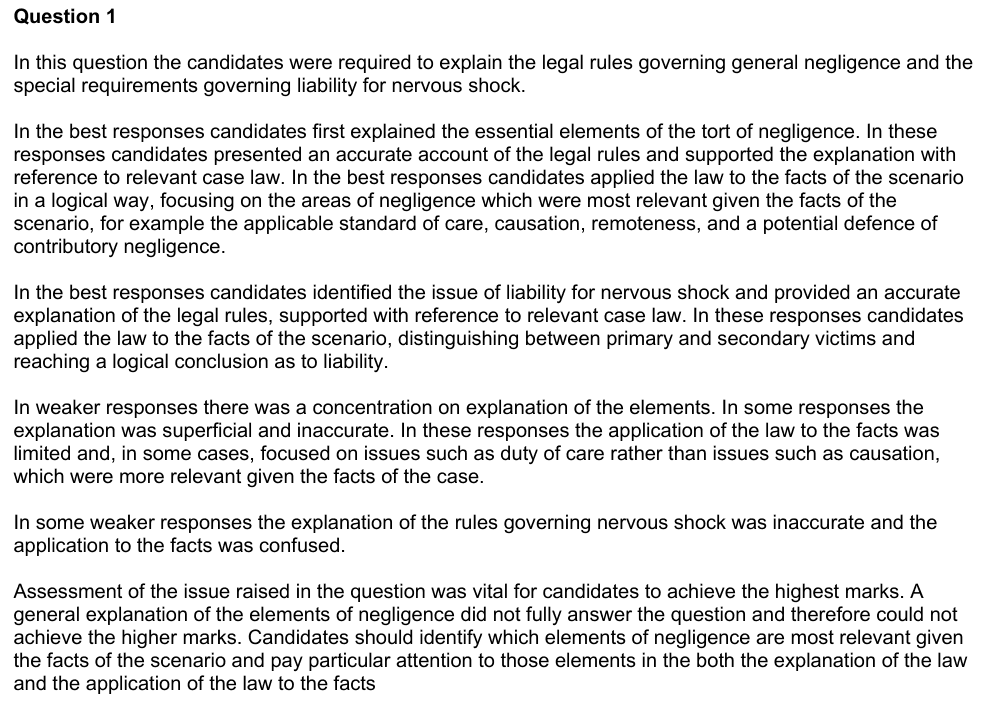 Question 1
In this question the candidates were required to explain the legal rules governing general negligence and the
special requirements governing liability for nervous shock.
In the best responses candidates first explained the essential elements of the tort of negligence. In these
responses candidates presented an accurate account of the legal rules and supported the explanation with
reference to relevant case law. In the best responses candidates applied the law to the facts of the scenario
in a logical way, focusing on the areas of negligence which were most relevant given the facts of the
scenario, for example the applicable standard of care, causation, remoteness, and a potential defence of
contributory negligence.
In the best responses candidates identified the issue of liability for nervous shock and provided an accurate
explanation of the legal rules, supported with reference to relevant case law. In these responses candidates
applied the law to the facts of the scenario, distinguishing between primary and secondary victims and
reaching a logical conclusion as to liability.
In weaker responses there was a concentration on explanation of the elements. In some responses the
explanation was superficial and inaccurate. In these responses the application of the law to the facts was
limited and, in some cases, focused on issues such as duty of care rather than issues such as causation,
which were more relevant given the facts of the case.
In some weaker responses the explanation of the rules governing nervous shock was inaccurate and the
application to the facts was confused.
Assessment of the issue raised in the question was vital for candidates to achieve the highest marks. A
general explanation of the elements of negligence did not fully answer the question and therefore could not
achieve the higher marks. Candidates should identify which elements of negligence are most relevant given
the facts of the scenario and pay particular attention to those elements in the both the explanation of the law
and the application of the law to the facts